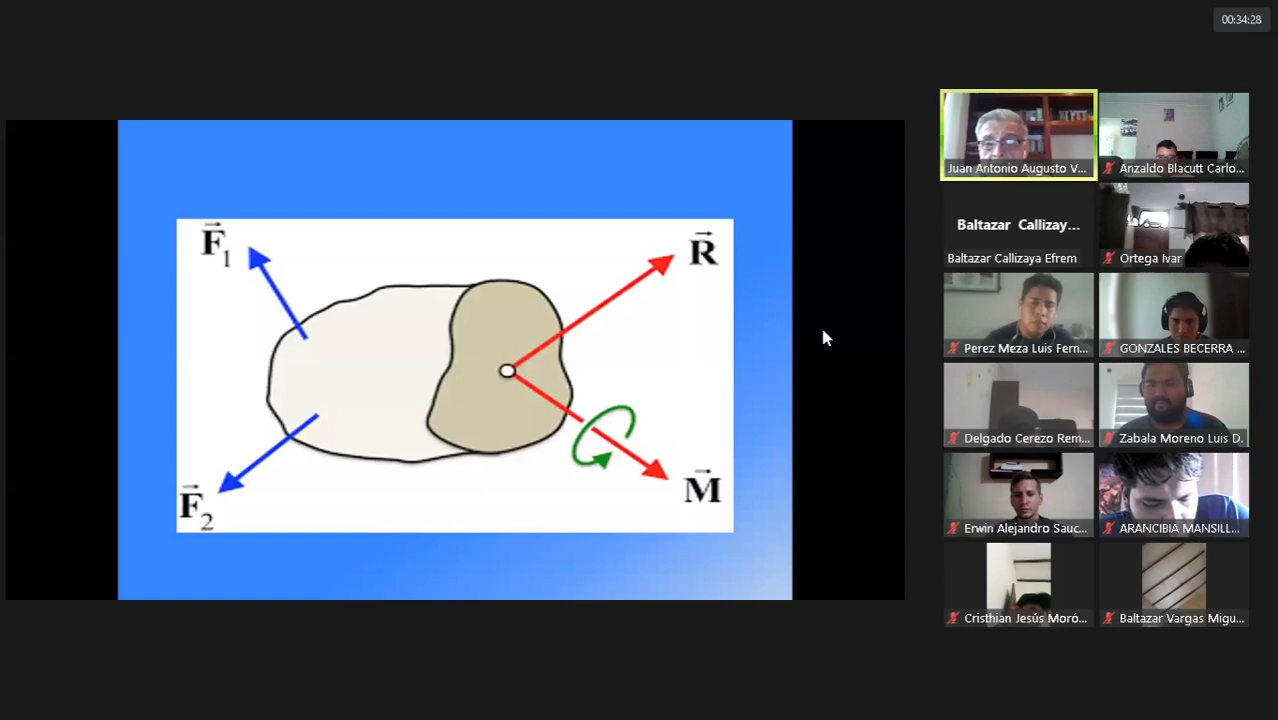 00:34:28
F₁
R
F₂
M
Juan Antonio Augusto V...
Anzaldo Blacutt Carlo...
Baltazar Callizay...
Baltazar Callizaya Efrem
Ortega Ivar
Perez Meza Luis Fern...
GONZALES BECERRA ...
Delgado Cerezo Rem...
Zabala Moreno Luis D.
Erwin Alejandro Sauc...
ARANCIBIA MANSILL...
Cristhian Jesús Moró...
Baltazar Vargas Migu...